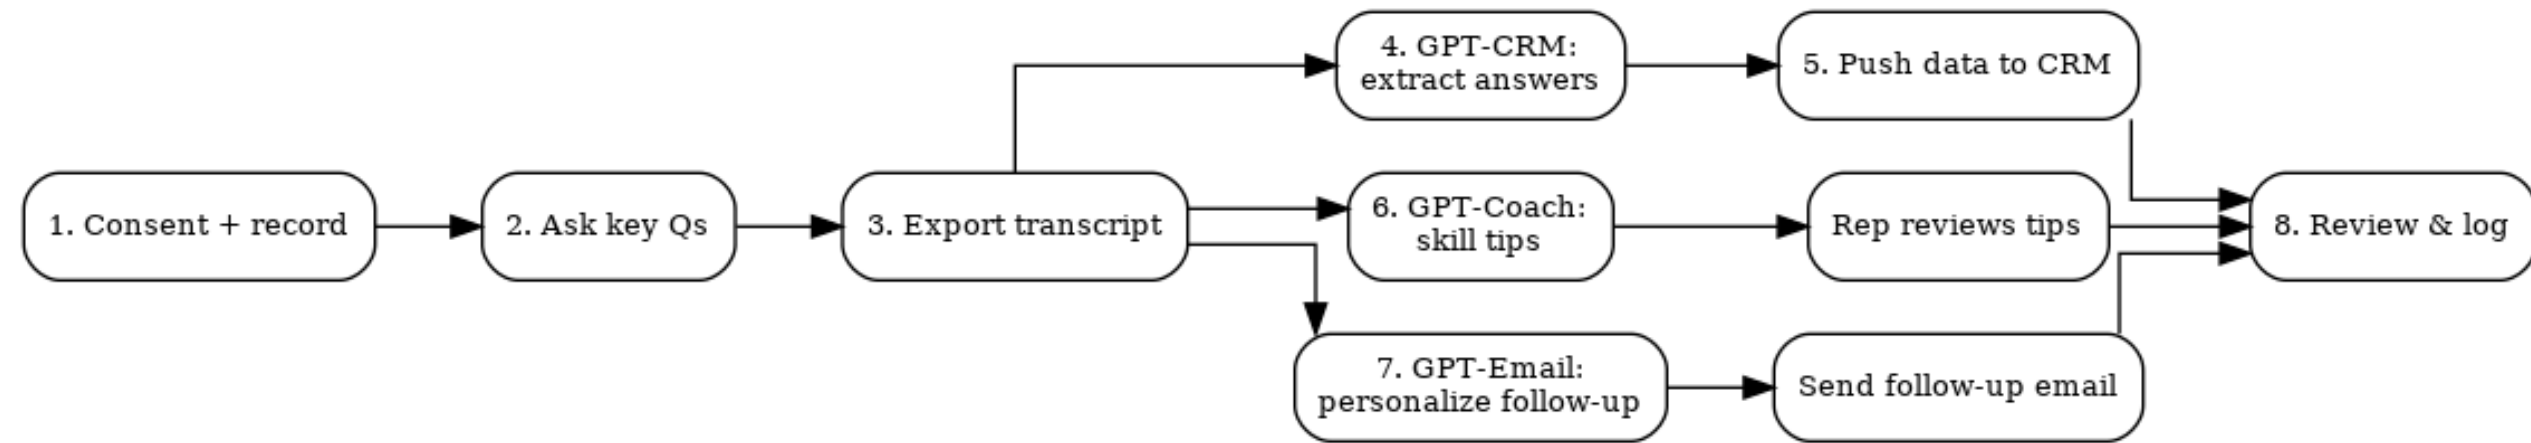 1. Consent + record
2. Ask key Qs
3. Export transcript
4. GPT-CRM:
extract answers
5. Push data to CRM
6. GPT-Coach:
skill tips
Rep reviews tips
7. GPT-Email:
personalize follow-up
Send follow-up email
8. Review & log